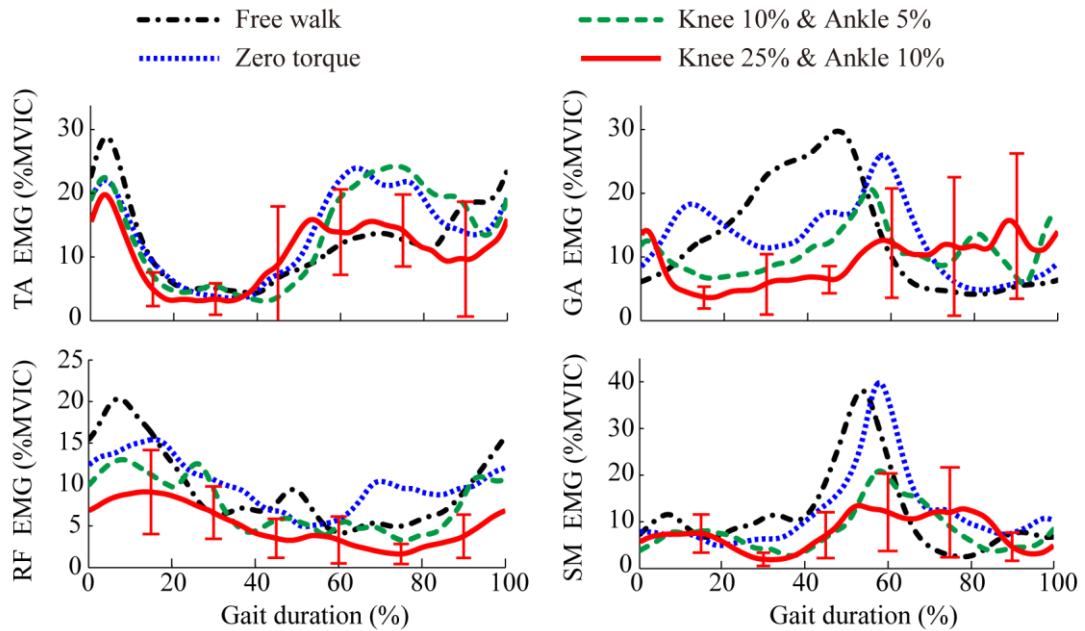 Free walk
Zero torque
Knee 10% & Ankle 5%
Knee 25% & Ankle 10%
TA EMG (%MVIC)
30
20
10
0
GA EMG (%MVIC)
30
20
10
0
RF EMG (%MVIC)
25
20
15
10
5
0
0 20 40 60 80 100
Gait duration (%)
SM EMG (%MVIC)
40
30
20
10
0
0 20 40 60 80 100
Gait duration (%)